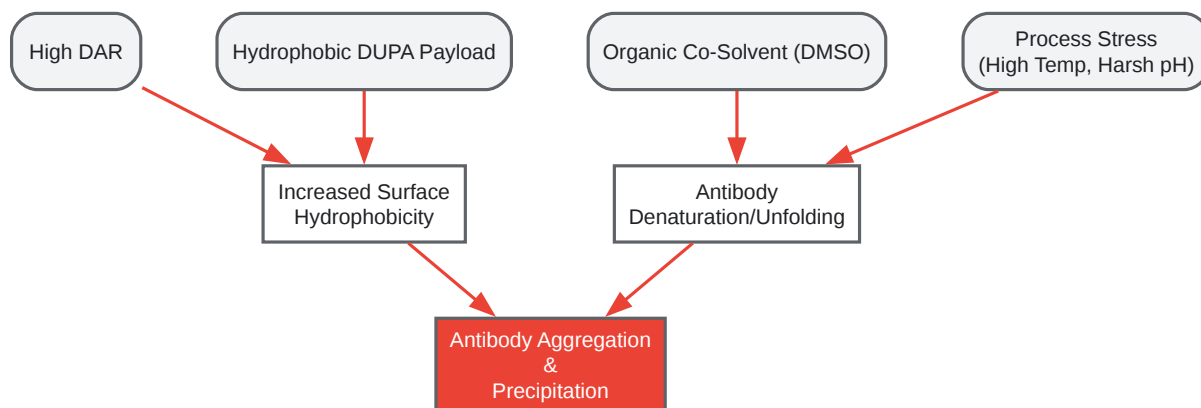 High DAR
Hydrophobic DUPA Payload
Organic Co-Solvent (DMSO)
Process Stress
(High Temp, Harsh pH)
Increased Surface
Hydrophobicity
Antibody
Denaturation/Unfolding
Antibody Aggregation
&
Precipitation